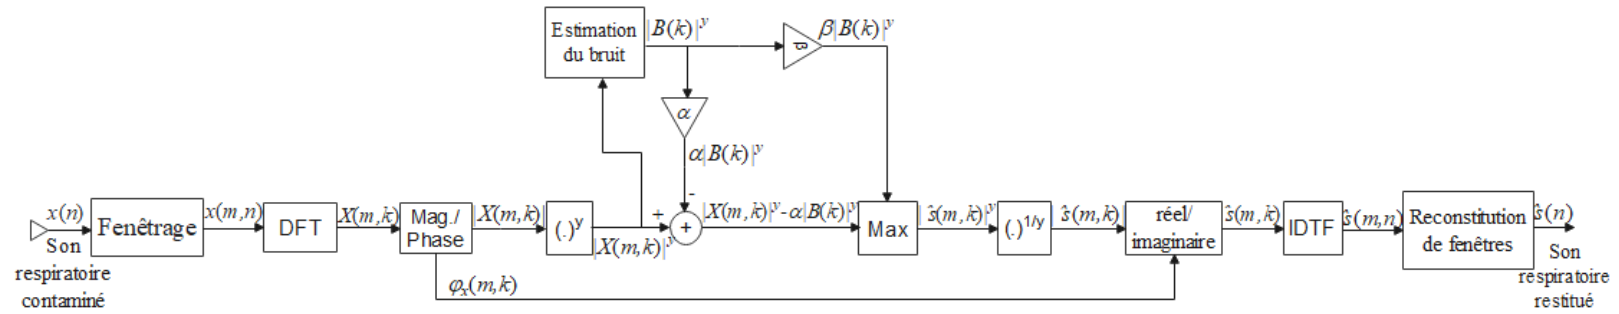 Estimation
du bruit
|B(k)|^γ
β
β|B(k)|^γ
α
α|B(k)|^γ
x(n)
Son
respiratoire
contaminé
Fenêtrage
x(m,n)
DFT
X(m,k)
Mag./
Phase
|X(m,k)|
φx(m,k)
(.)^γ
|X(m,k)|^γ
+
-
+
|X(m,k)|^γ-α|B(k)|^γ
Max
|ŝ(m,k)|^γ
(.)^1/γ
|ŝ(m,k)|
réel/
imaginaire
ŝ(m,k)
IDTF
ŝ(m,n)
Reconstitution
de fenêtres
ŝ(n)
Son
respiratoire
restitué